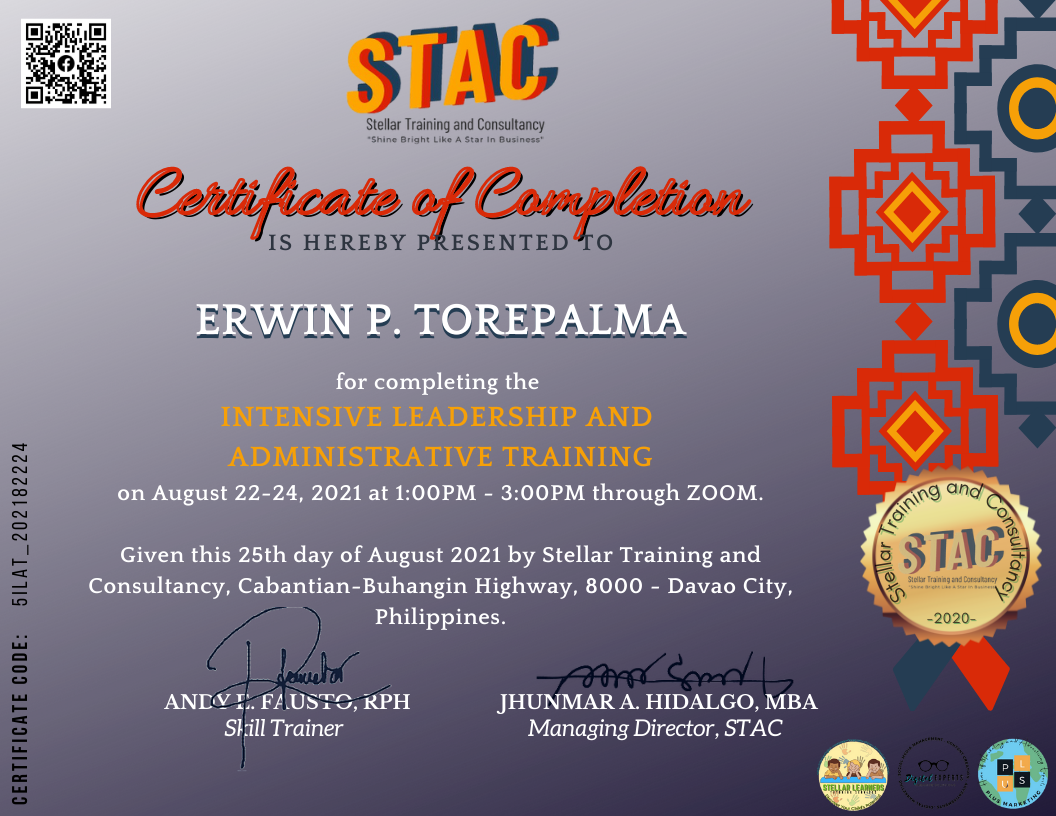 STAC
Stellar Training and Consultancy
"Shine Bright Like A Star In Business"
Certificate of Completion
IS HEREBY PRESENTED TO
ERWIN P. TOREPALMA
for completing the
INTENSIVE LEADERSHIP AND
ADMINISTRATIVE TRAINING
on August 22-24, 2021 at 1:00PM - 3:00PM through ZOOM.
Given this 25th day of August 2021 by Stellar Training and
Consultancy, Cabantian-Buhangin Highway, 8000 - Davao City,
Philippines.
ANDY E. FAUSTO, RPH
Skill Trainer
JHUNMAR A. HIDALGO, MBA
Managing Director, STAC
CERTIFICATE CODE: 5ILAT_202182224
Stellar Training and Consultancy
STAC
Stellar Training and Consultancy
"Shine Bright Like A Star In Business"
-2020-
STELLAR LEARNERS
PLUS
PLUS MARKETING